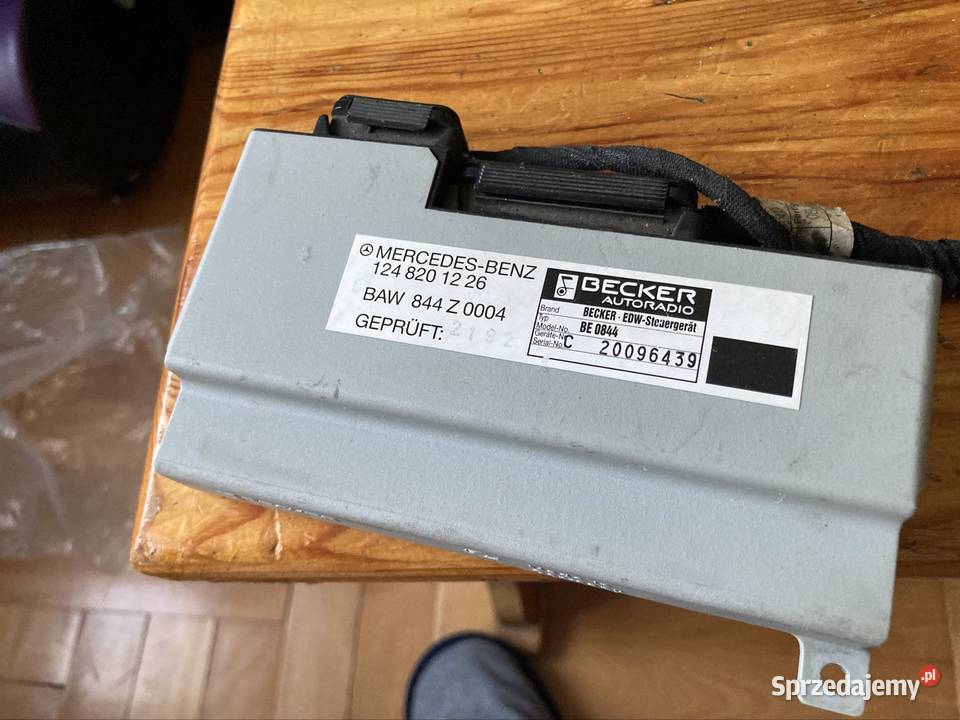 MERCEDES-BENZ
124 820 12 26
BAW 844 Z 0004
GEPRÜFT: 2192
BECKER
AUTORADIO
Brand BECKER · EDW-Steuergerät
Typ
Model-No. BE 0844
Geräte-Nr.
Serial-No. C 20096439
Sprzedajemy.pl